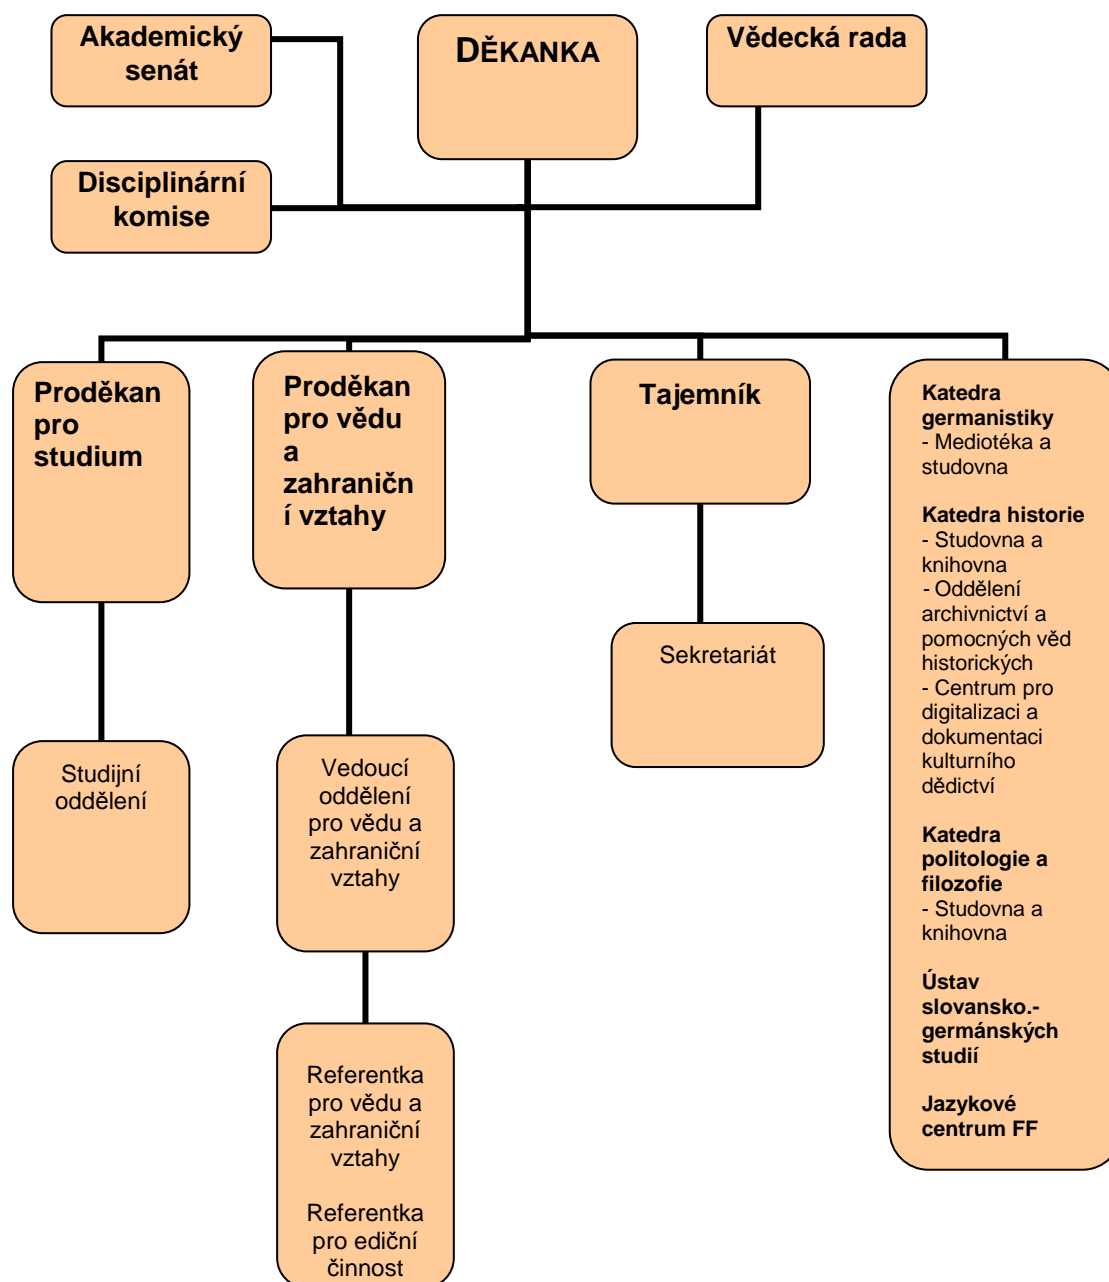 Akademický
senát
DĚKANKA
Vědecká rada
Disciplinární
komise
Proděkan
pro
studium
Proděkan
pro vědu
a
zahraničn
í vztahy
Tajemník
Katedra
germanistiky
- Mediotéka a
studovna
Katedra historie
- Studovna a
knihovna
- Oddělení
archivnictví a
pomocných věd
historických
- Centrum pro
digitalizaci a
dokumentaci
kulturního
dědictví
Katedra
politologie a
filozofie
- Studovna a
knihovna
Ústav
slovansko.-
germánských
studií
Jazykové
centrum FF
Sekretariát
Studijní
oddělení
Vedoucí
oddělení
pro vědu a
zahraniční
vztahy
Referentka
pro vědu a
zahraniční
vztahy
Referentka
pro ediční
činnost